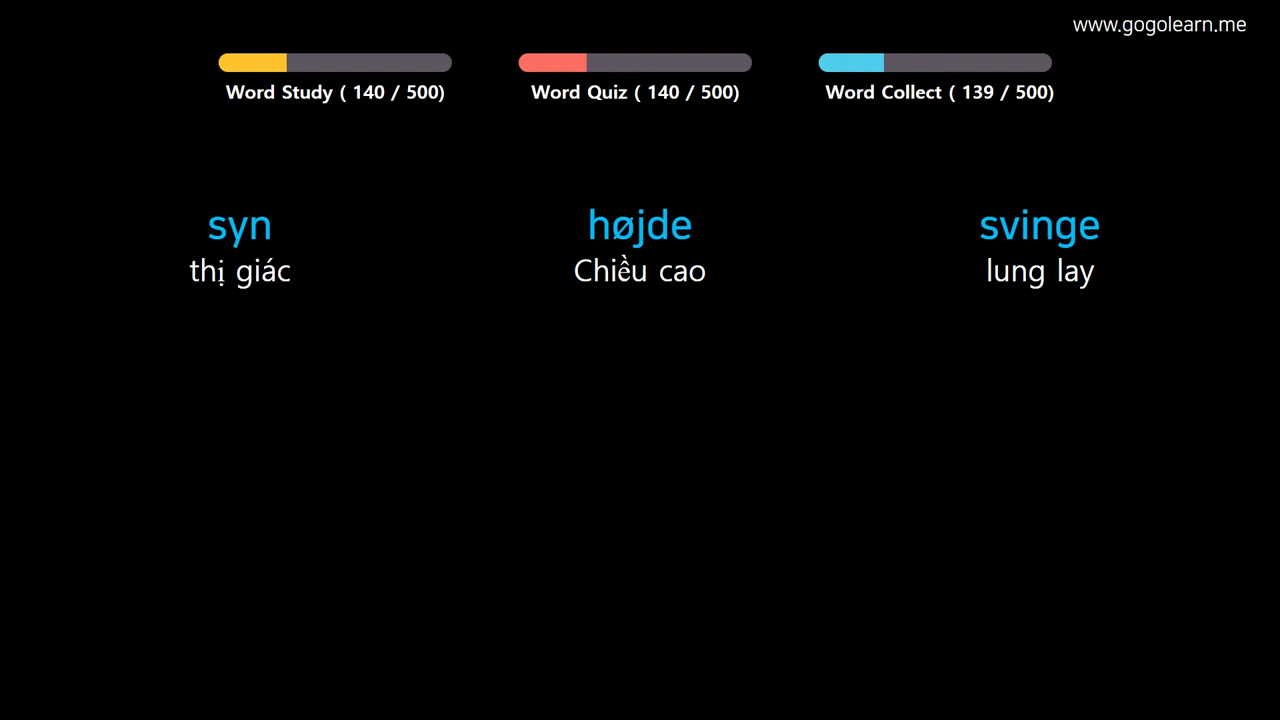 www.gogolearn.me
Word Study ( 140 / 500)
Word Quiz ( 140 / 500)
Word Collect ( 139 / 500)
syn
thị giác
højde
Chiều cao
svinge
lung lay